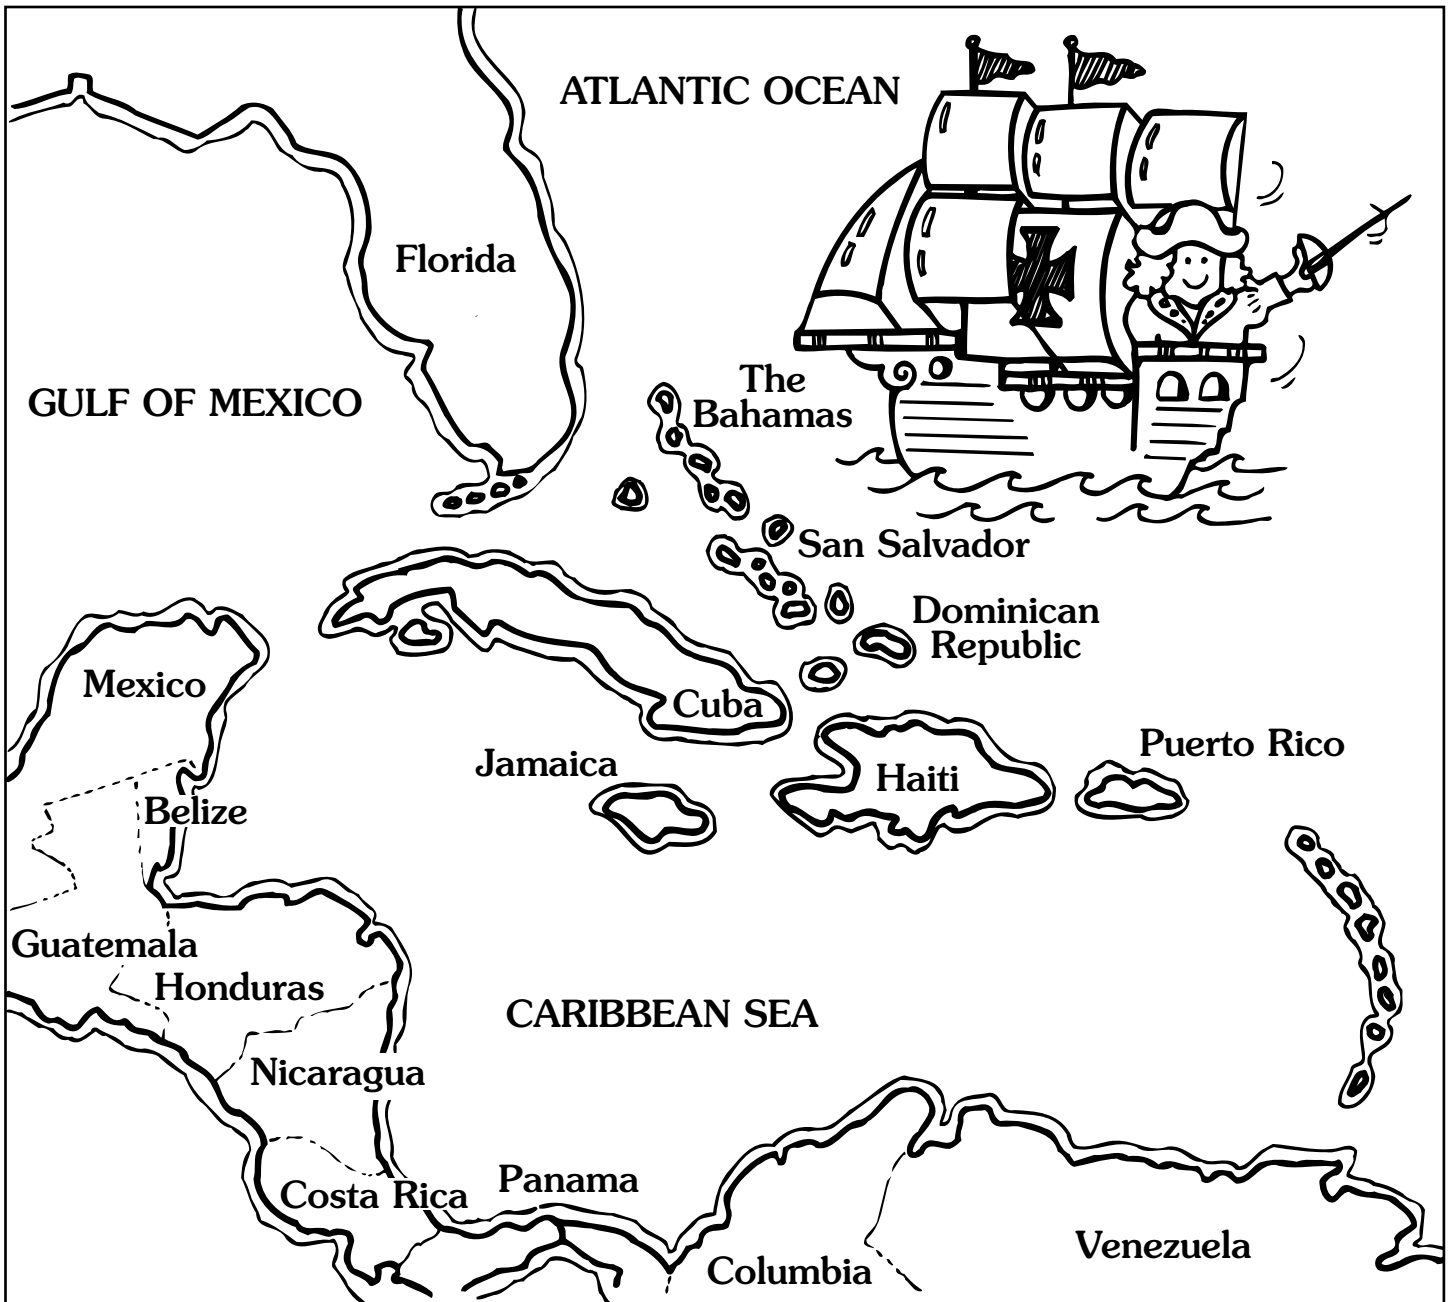 ATLANTIC OCEAN
Florida
GULF OF MEXICO
The
Bahamas
San Salvador
Dominican
Republic
Mexico
Cuba
Jamaica
Haiti
Puerto Rico
Belize
Guatemala
Honduras
CARIBBEAN SEA
Nicaragua
Costa Rica
Panama
Columbia
Venezuela